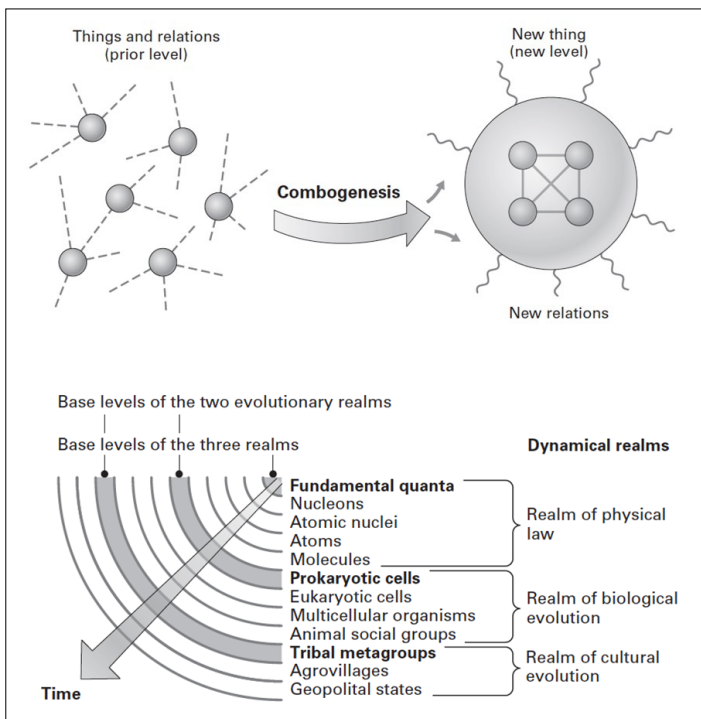 Things and relations
(prior level)
New thing
(new level)
Combogenesis
New relations
Base levels of the two evolutionary realms
Base levels of the three realms
Dynamical realms
Fundamental quanta
Nucleons
Atomic nuclei
Atoms
Molecules
Realm of physical
law
Prokaryotic cells
Eukaryotic cells
Multicellular organisms
Animal social groups
Realm of biological
evolution
Tribal metagroups
Agrovillages
Geopolital states
Realm of cultural
evolution
Time